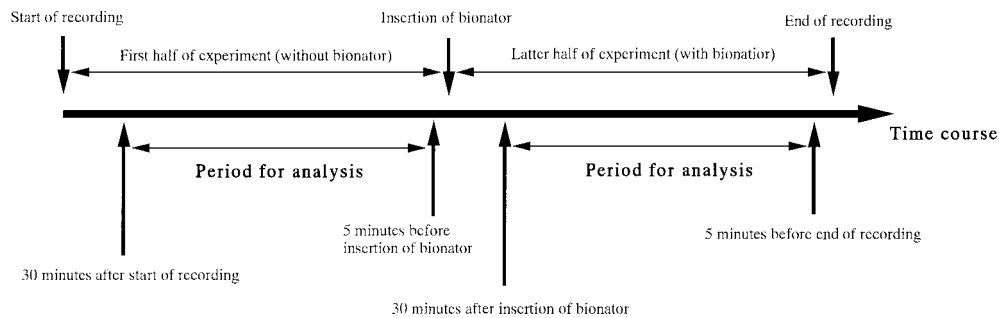 Start of recording
Insertion of bionator
End of recording
First half of experiment (without bionator)
Latter half of experiment (with bionatior)
Time course
Period for analysis
Period for analysis
5 minutes before
insertion of bionator
5 minutes before end of recording
30 minutes after start of recording
30 minutes after insertion of bionator